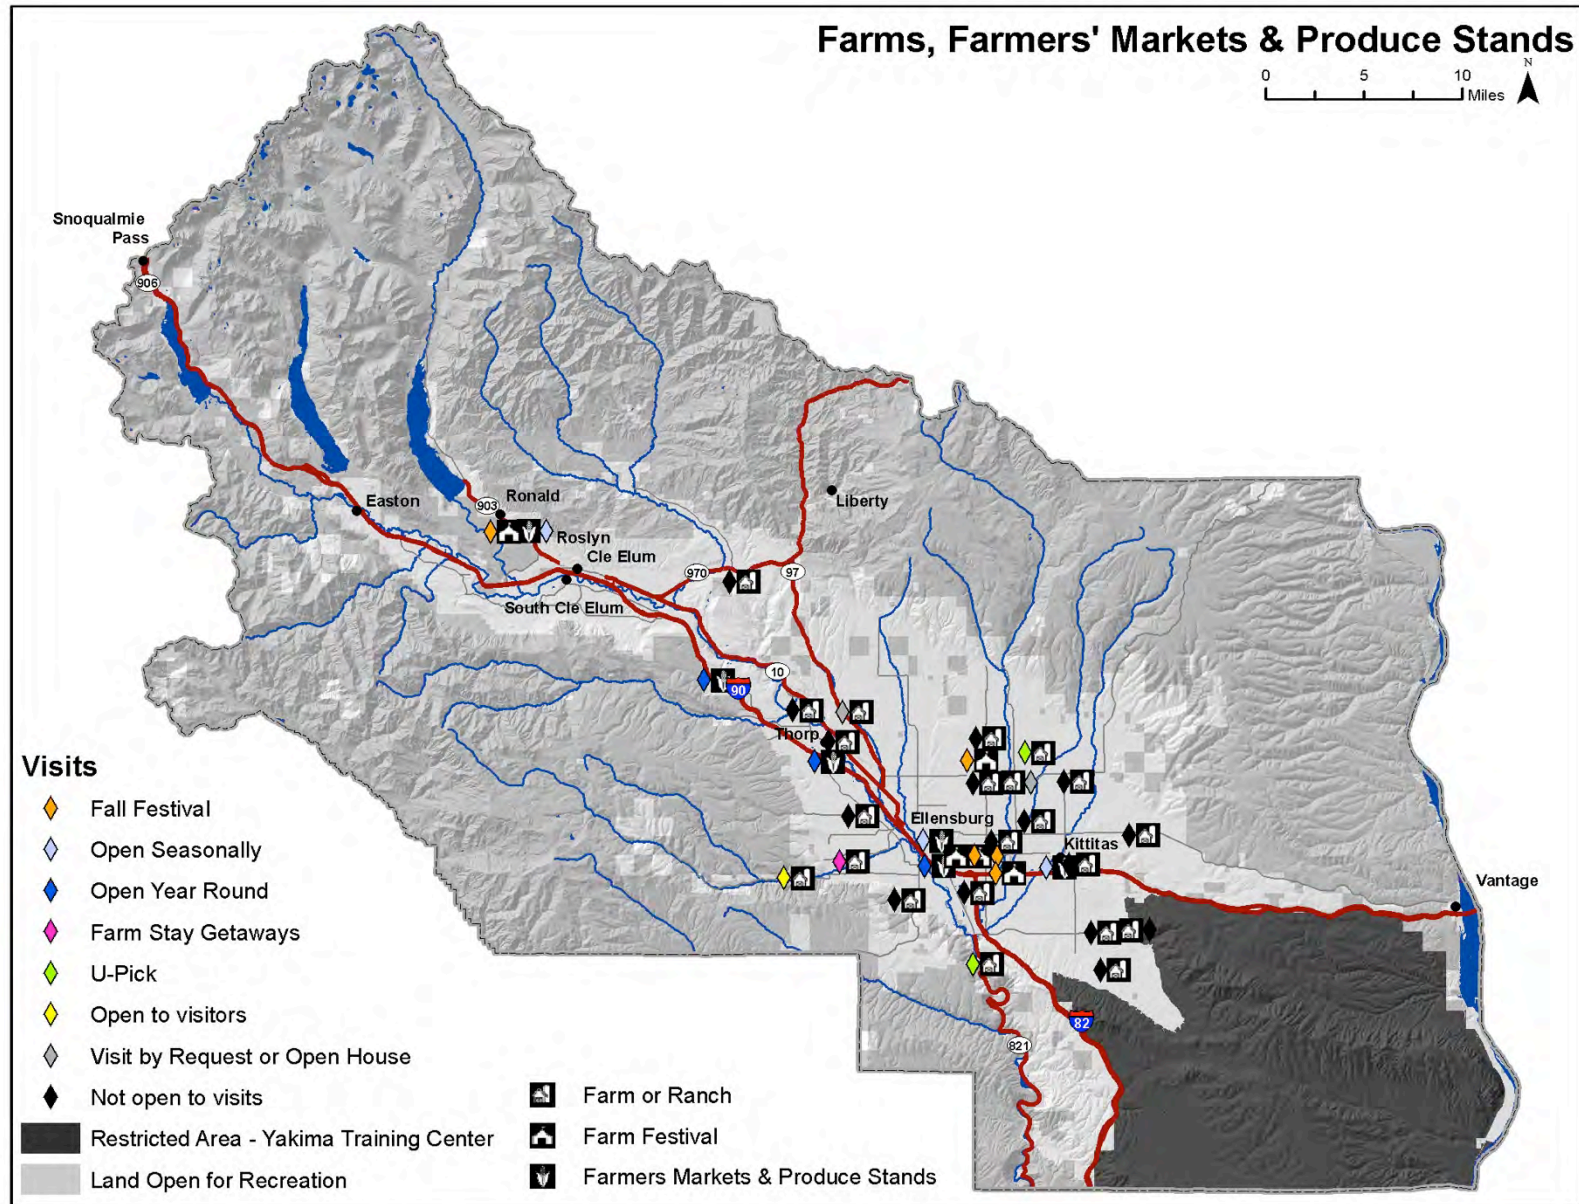 Farms, Farmers' Markets & Produce Stands
N
0 5 10
Miles
Snoqualmie
Pass
906
Easton
903
Ronald
Roslyn
Cle Elum
South Cle Elum
970
97
Liberty
10
90
Thorp
Ellensburg
Kittitas
Vantage
82
821
Visits
Fall Festival
Open Seasonally
Open Year Round
Farm Stay Getaways
U-Pick
Open to visitors
Visit by Request or Open House
Not open to visits
Restricted Area - Yakima Training Center
Land Open for Recreation
Farm or Ranch
Farm Festival
Farmers Markets & Produce Stands